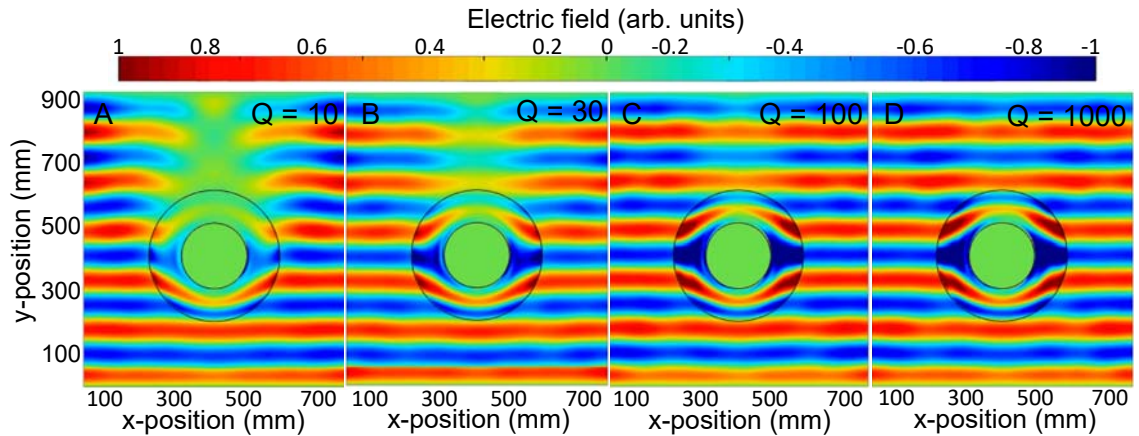 Electric field (arb. units)
1 0.8 0.6 0.4 0.2 0 -0.2 -0.4 -0.6 -0.8 -1
A Q = 10 B Q = 30 C Q = 100 D Q = 1000
y-position (mm)
900
700
500
300
100
100 300 500 700 100 300 500 700 100 300 500 700 100 300 500 700
x-position (mm) x-position (mm) x-position (mm) x-position (mm)